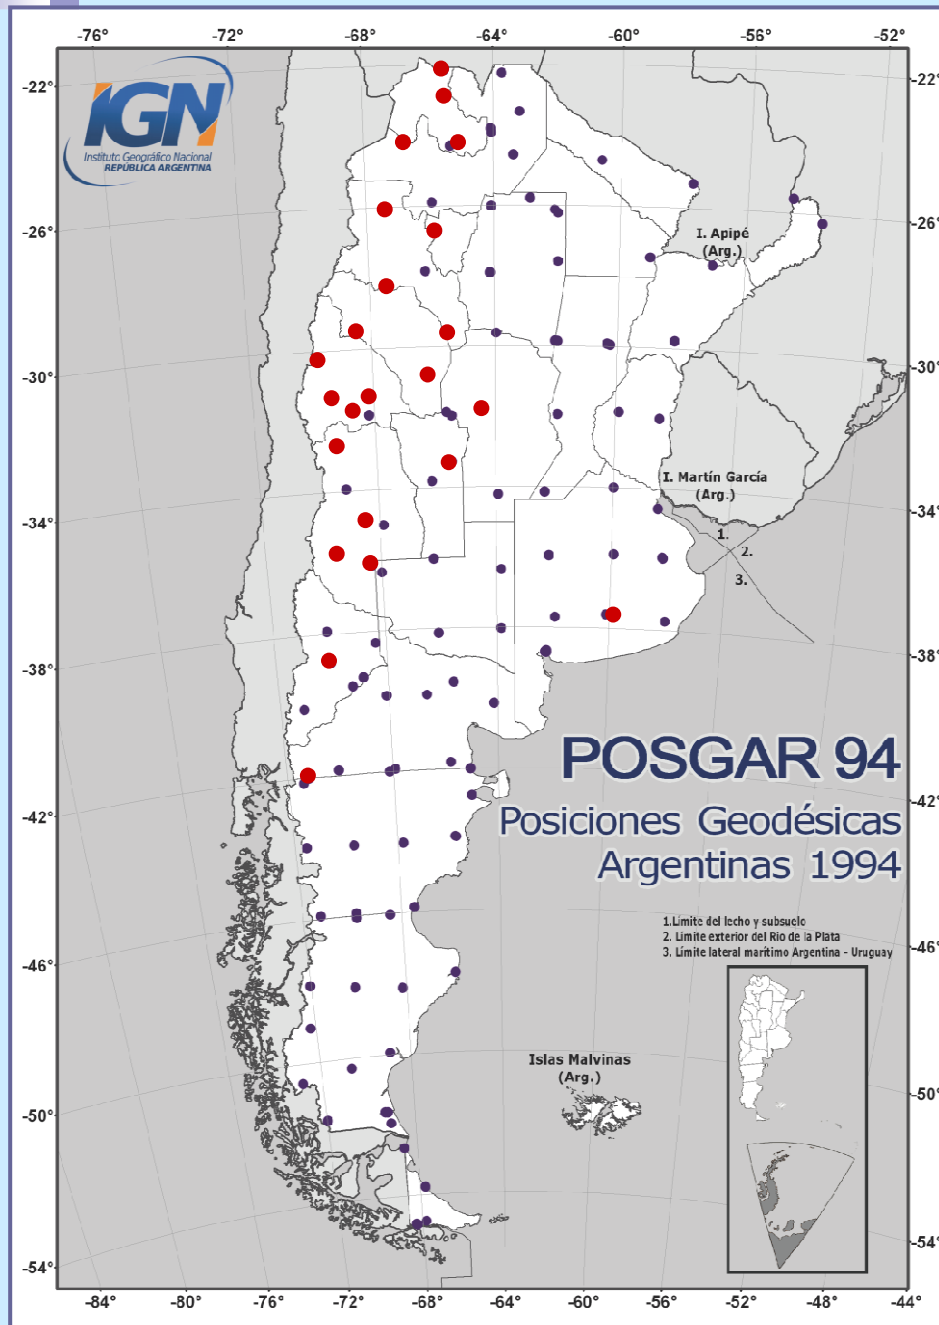 -76°
-72°
-68°
-64°
-60°
-56°
-52°
-22°
-22°
IGN
Instituto Geográfico Nacional
REPÚBLICA ARGENTINA
-26°
-26°
I. Apipé
(Arg.)
-30°
-30°
I. Martín García
(Arg.)
-34°
-34°
1.
2.
3.
-38°
-38°
POSGAR 94
Posiciones Geodésicas
Argentinas 1994
-42°
-42°
1.Límite del lecho y subsuelo
2. Límite exterior del Río de la Plata
3. Límite lateral marítimo Argentina - Uruguay
-46°
-46°
Islas Malvinas
(Arg.)
-50°
-50°
-54°
-54°
-84°
-80°
-76°
-72°
-68°
-64°
-60°
-56°
-52°
-48°
-44°